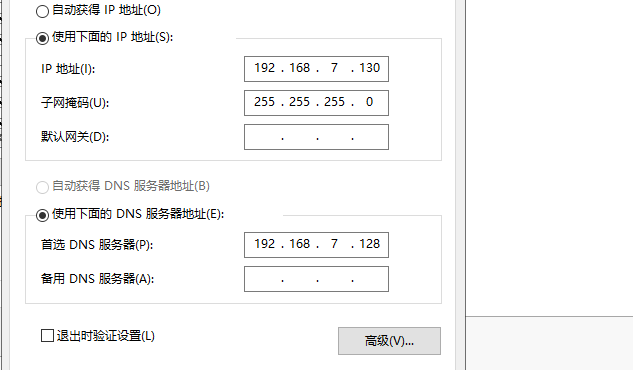 自动获得 IP 地址(O)
使用下面的 IP 地址(S):
IP 地址(I): 192 . 168 . 7 . 130
子网掩码(U): 255 . 255 . 255 . 0
默认网关(D): . . .
自动获得 DNS 服务器地址(B)
使用下面的 DNS 服务器地址(E):
首选 DNS 服务器(P): 192 . 168 . 7 . 128
备用 DNS 服务器(A): . . .
退出时验证设置(L)
高级(V)...